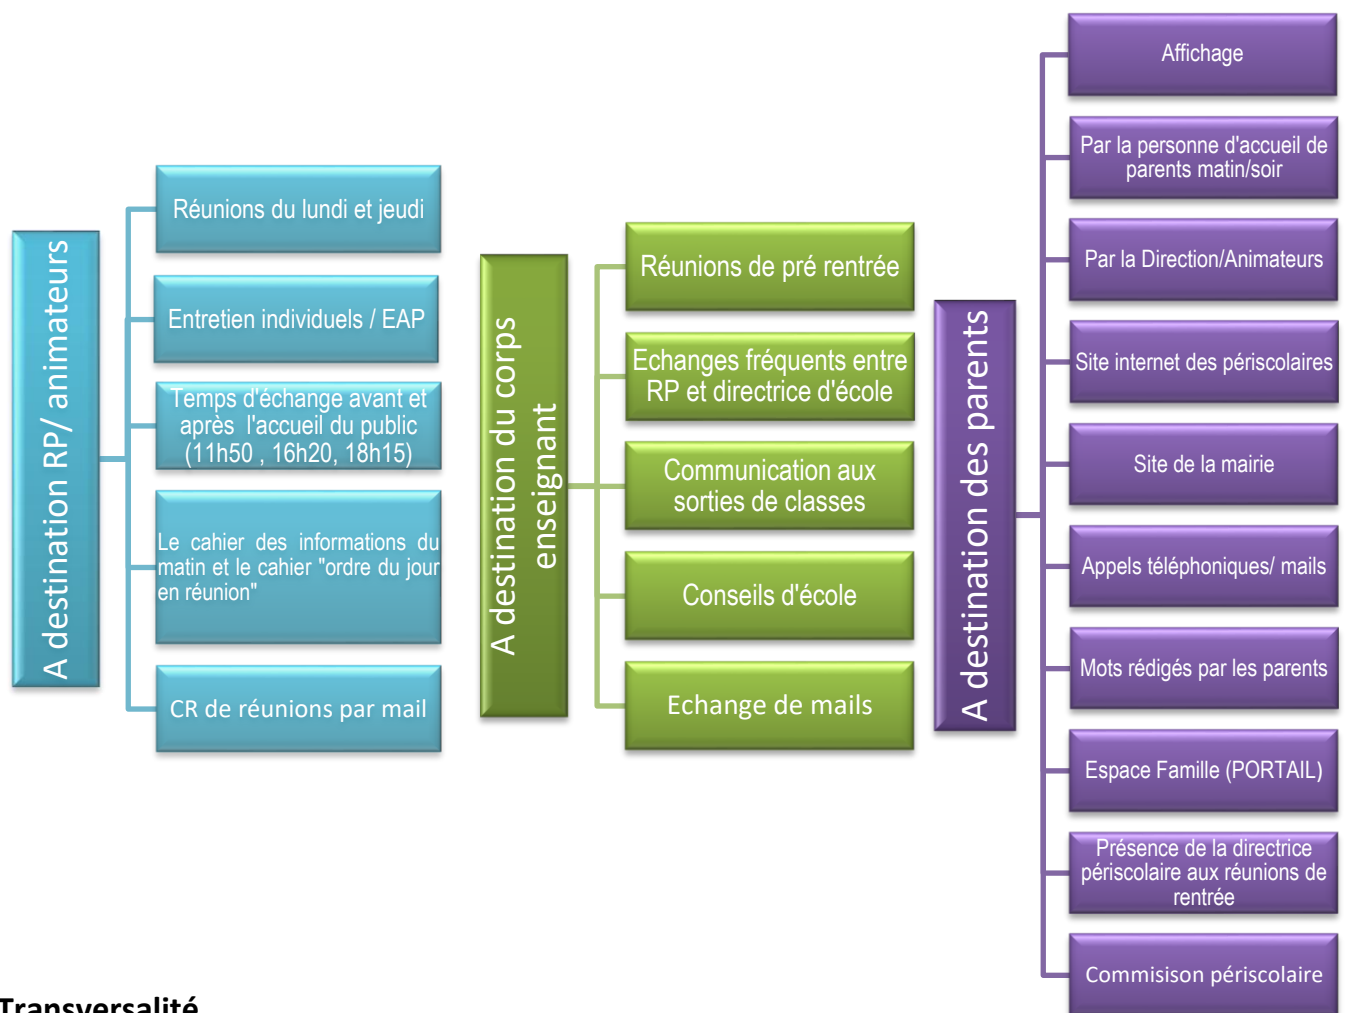 A destination RP/ animateurs
Réunions du lundi et jeudi
Entretien individuels / EAP
Temps d'échange avant et
après l'accueil du public
(11h50 , 16h20, 18h15)
Le cahier des informations du
matin et le cahier "ordre du jour
en réunion"
CR de réunions par mail
A destination du corps
enseignant
Réunions de pré rentrée
Echanges fréquents entre
RP et directrice d'école
Communication aux
sorties de classes
Conseils d'école
Echange de mails
A destination des parents
Affichage
Par la personne d'accueil de
parents matin/soir
Par la Direction/Animateurs
Site internet des périscolaires
Site de la mairie
Appels téléphoniques/ mails
Mots rédigés par les parents
Espace Famille (PORTAIL)
Présence de la directrice
périscolaire aux réunions de
rentrée
Commisison périscolaire
Transversalité